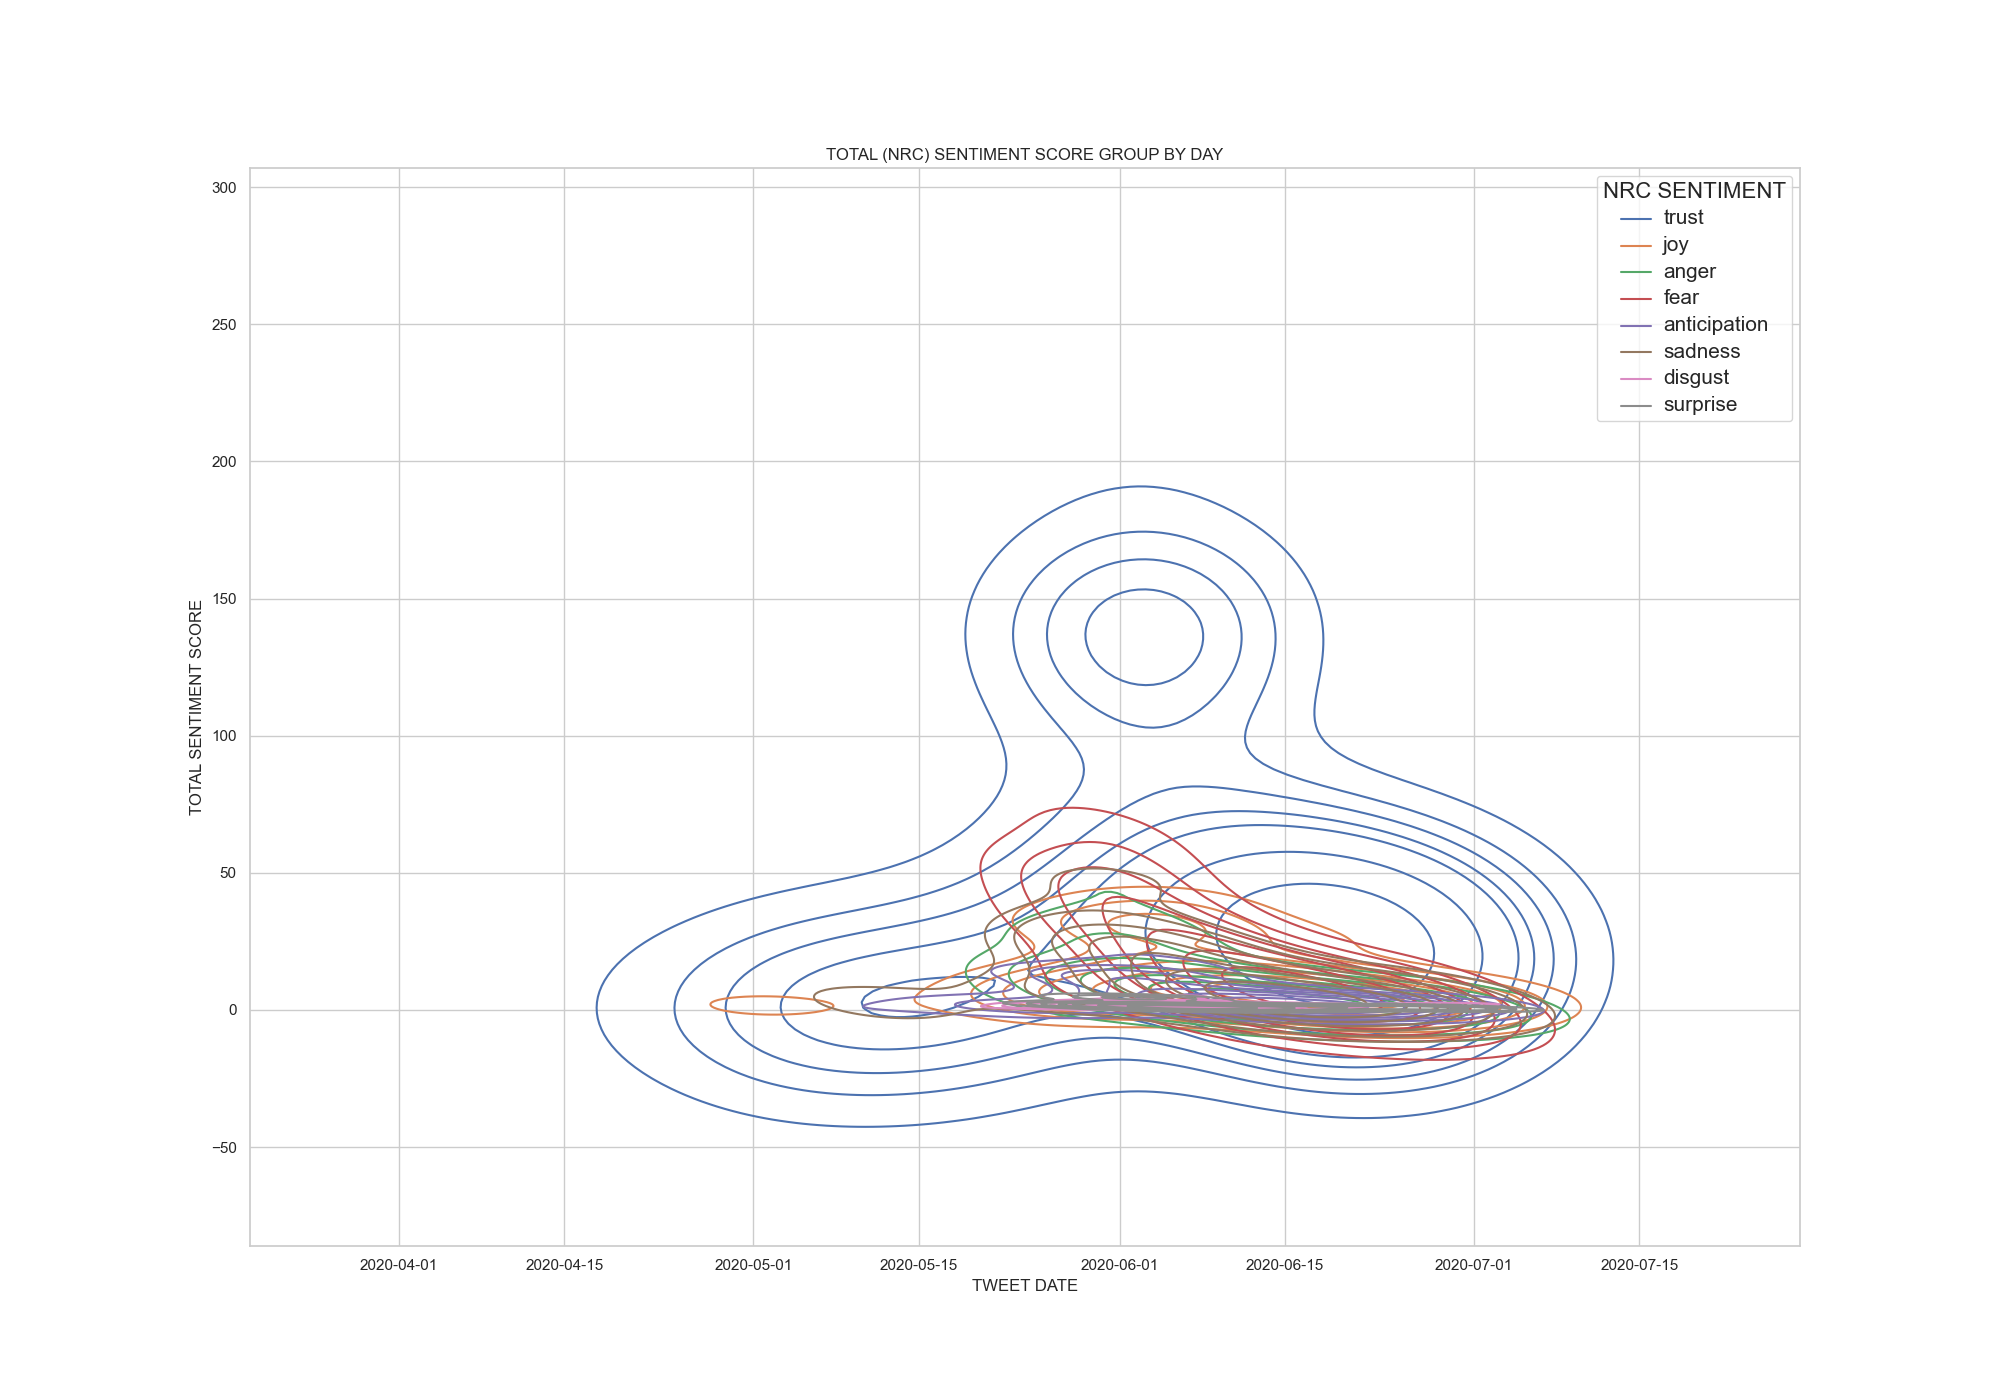 TOTAL (NRC) SENTIMENT SCORE GROUP BY DAY
NRC SENTIMENT
trust
joy
anger
fear
anticipation
sadness
disgust
surprise
TOTAL SENTIMENT SCORE
300
250
200
150
100
50
0
−50
2020-04-01 2020-04-15 2020-05-01 2020-05-15 2020-06-01 2020-06-15 2020-07-01 2020-07-15
TWEET DATE